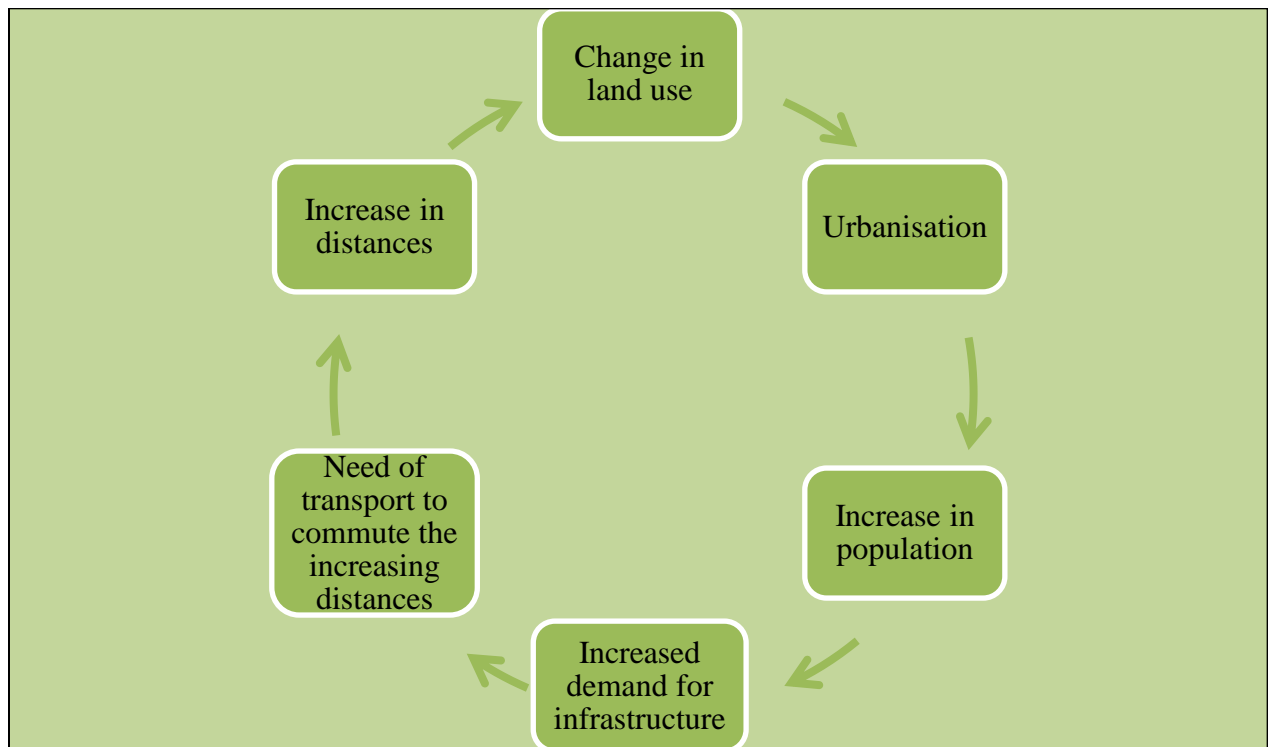 Change in
land use
Urbanisation
Increase in
population
Increased
demand for
infrastructure
Need of
transport to
commute the
increasing
distances
Increase in
distances